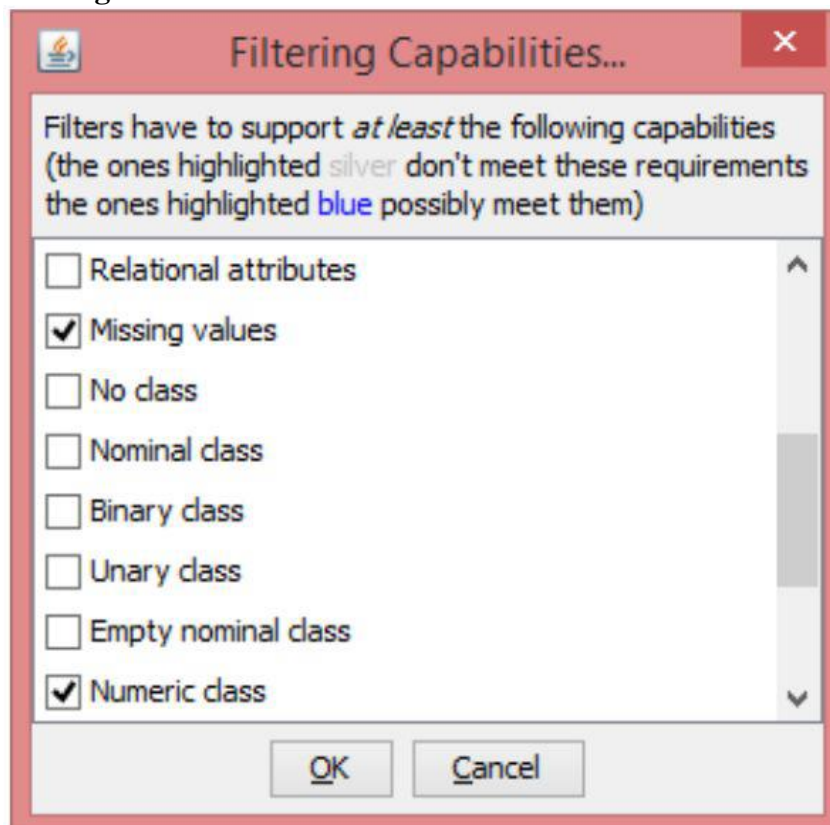 Filtering Capabilities...
Filters have to support at least the following capabilities
(the ones highlighted silver don't meet these requirements
the ones highlighted blue possibly meet them)
Relational attributes
Missing values
No class
Nominal class
Binary class
Unary class
Empty nominal class
Numeric class
OK
Cancel